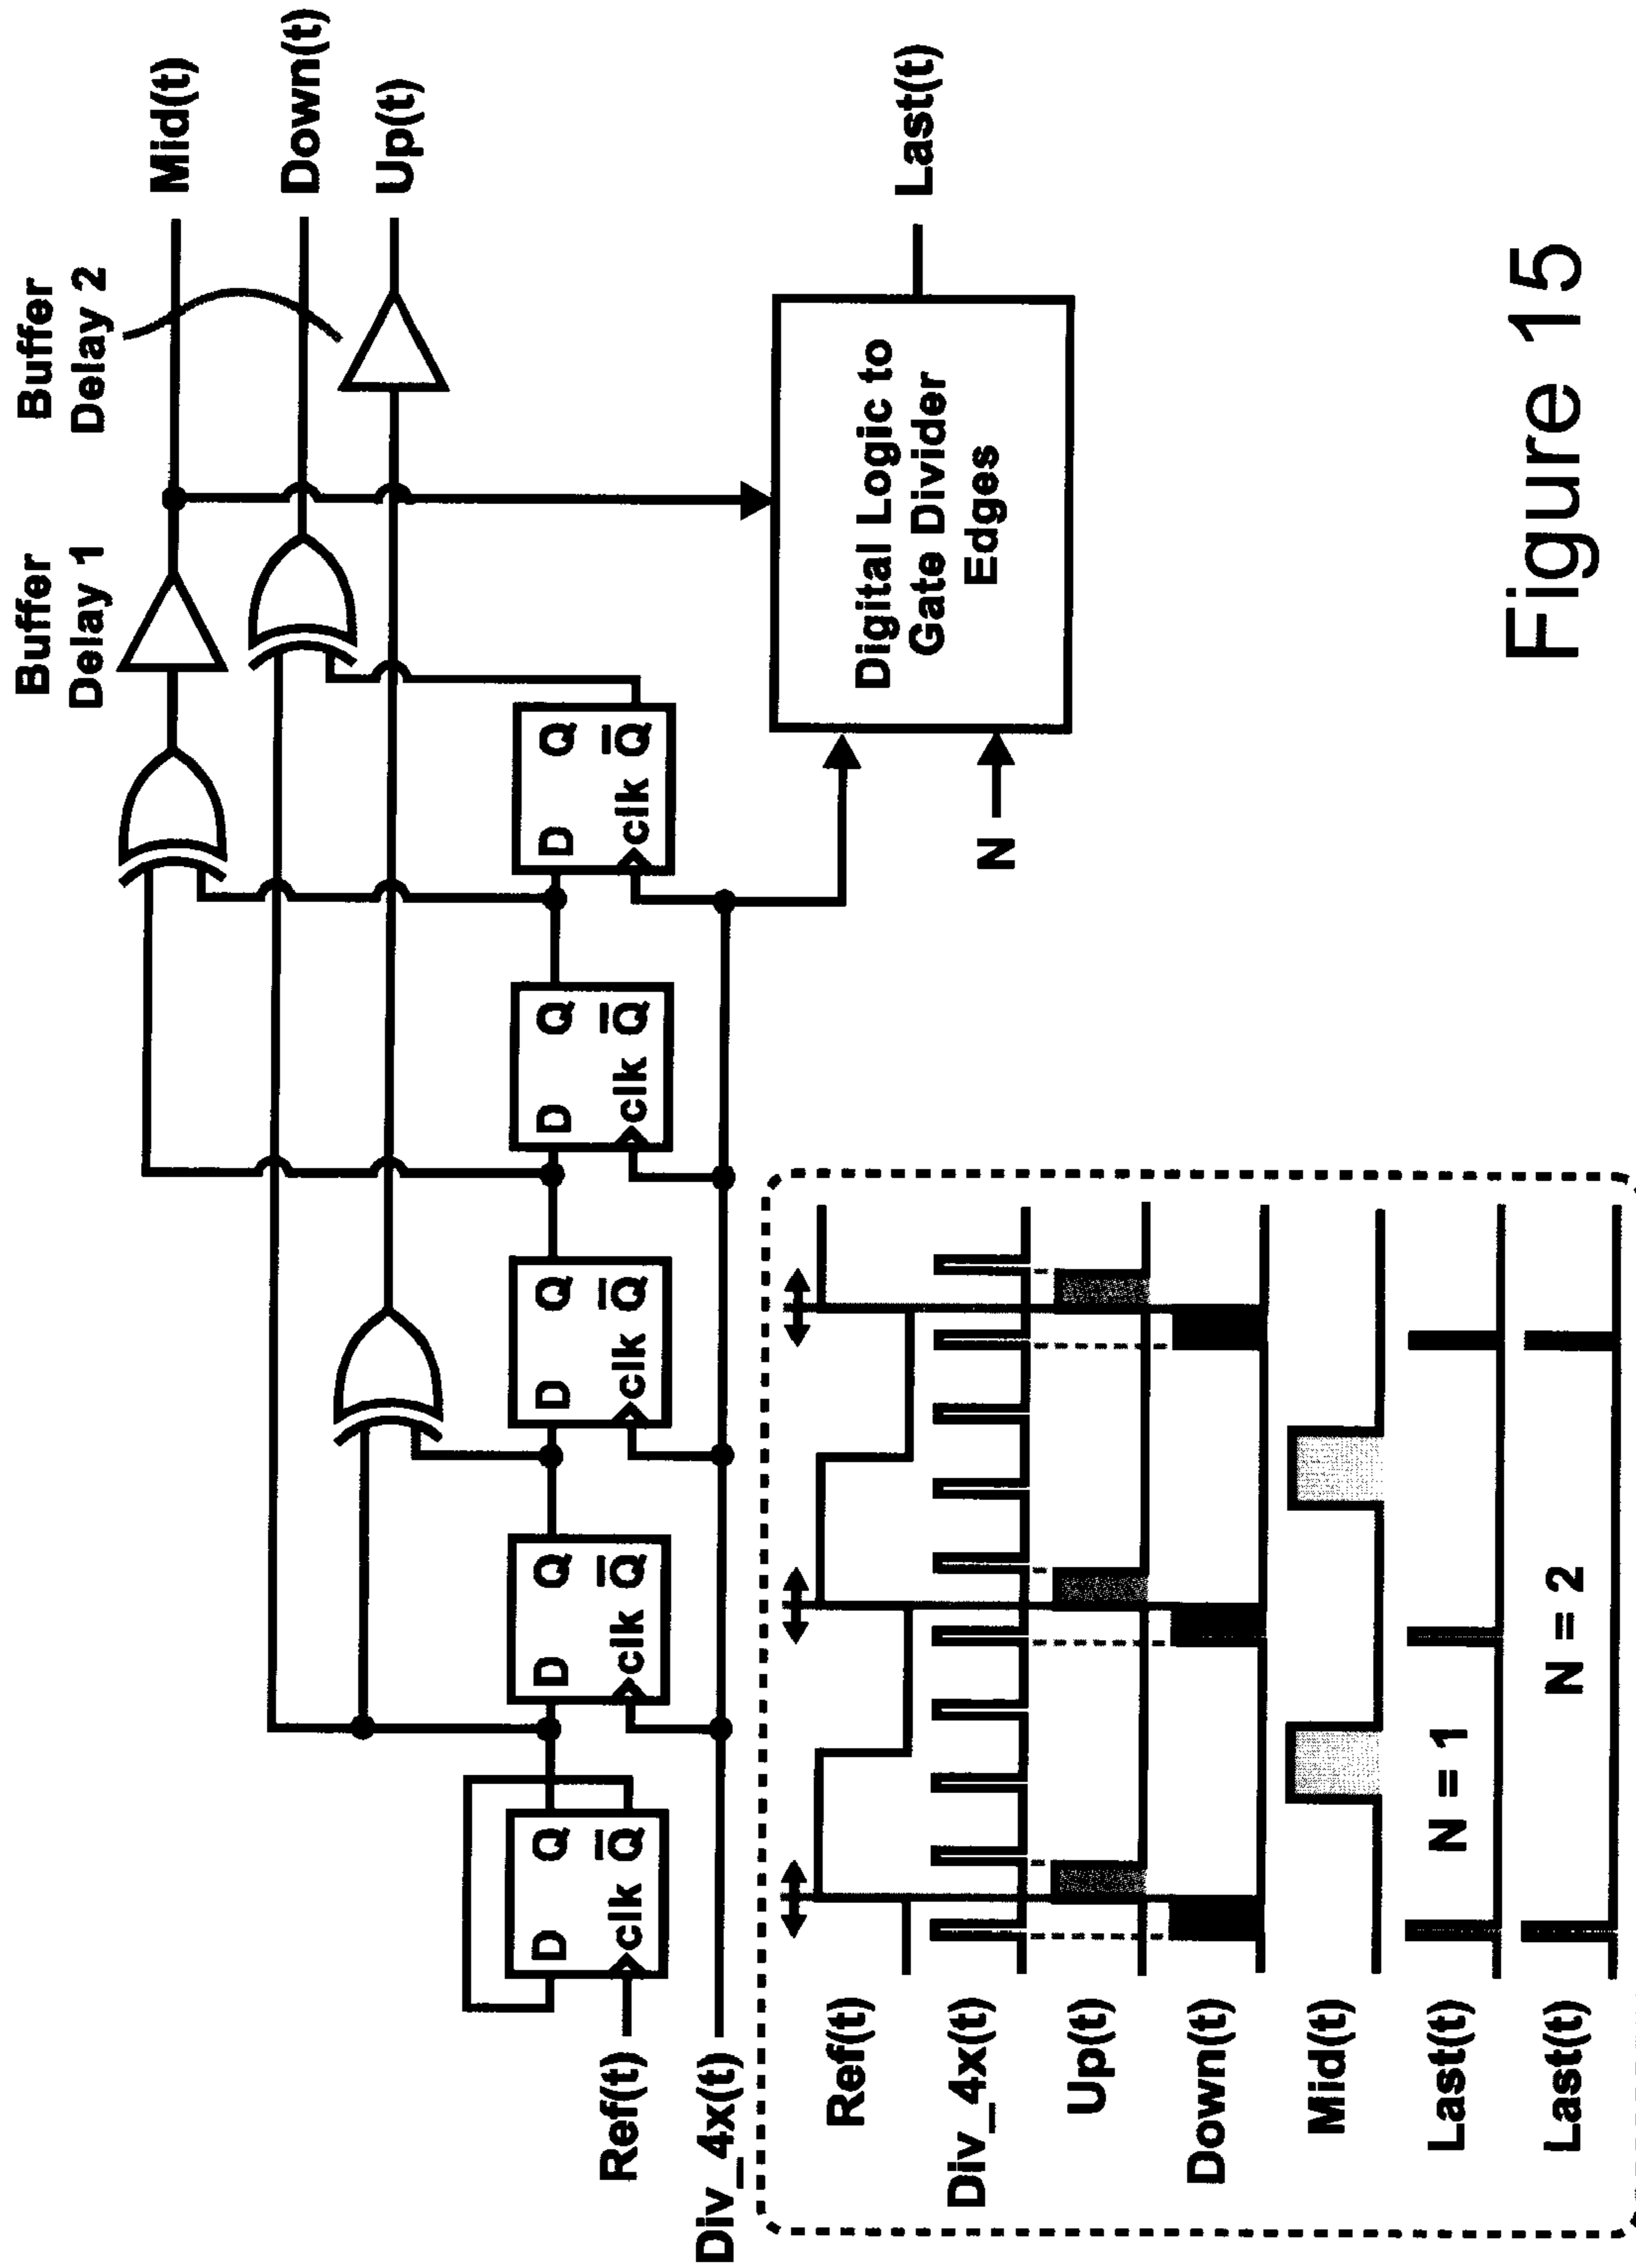 Buffer
Delay 1
Buffer
Delay 2
Mid(t)
Down(t)
Up(t)
D Q
clk Q
D Q
clk Q
D Q
clk Q
D Q
clk Q
D Q
clk Q
Ref(t)
Div_4x(t)
N
Digital Logic to
Gate Divider
Edges
Last(t)
Ref(t)
Div_4x(t)
Up(t)
Down(t)
Mid(t)
Last(t)
N = 1
Last(t)
N = 2
Figure 15